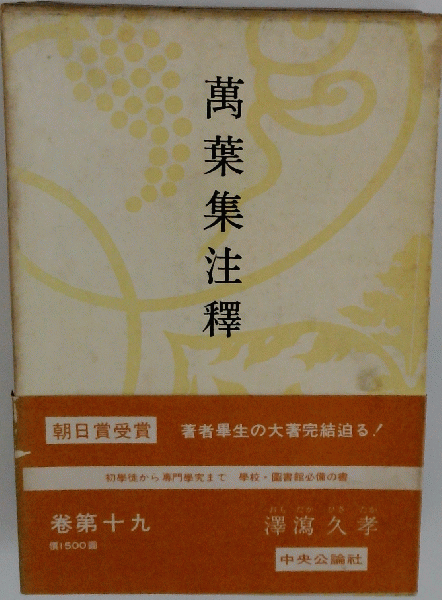 萬葉集注釋
朝日賞受賞
著者畢生の大著完結迫る!
初學徒から專門學究まで 學校・圖書館必備の書
卷第十九
價1500圓
おもだか ひさたか
澤瀉久孝
中央公論社